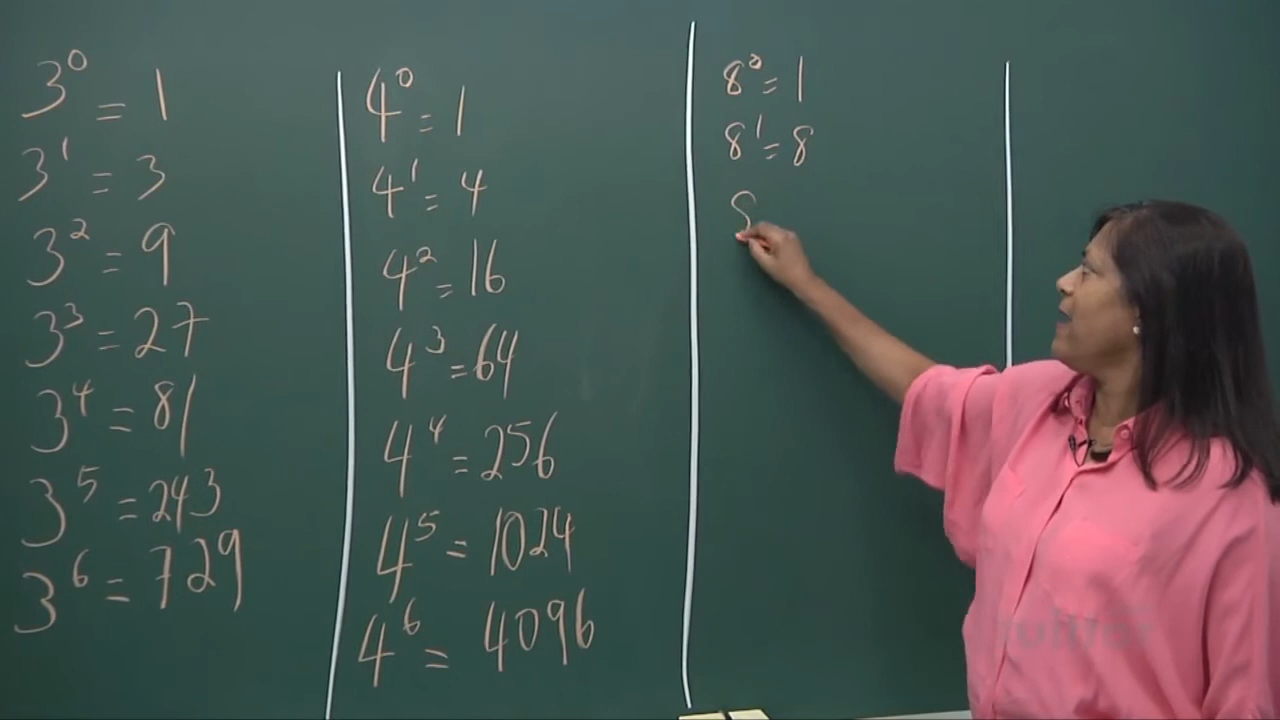 3⁰ = 1
3¹ = 3
3² = 9
3³ = 27
3⁴ = 81
3⁵ = 243
3⁶ = 729
4⁰ = 1
4¹ = 4
4² = 16
4³ = 64
4⁴ = 256
4⁵ = 1024
4⁶ = 4096
8⁰ = 1
8¹ = 8